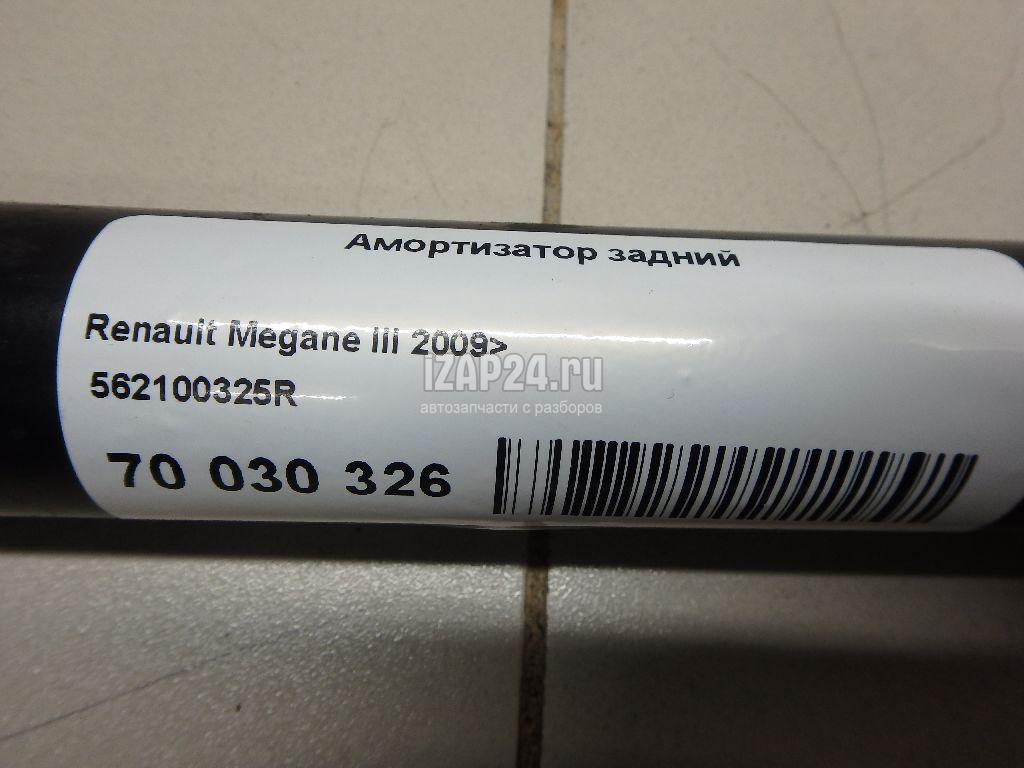 Амортизатор задний
Renault Megane III 2009>
562100325R
iZAP24.ru
автозапчасти с разборов
70 030 326